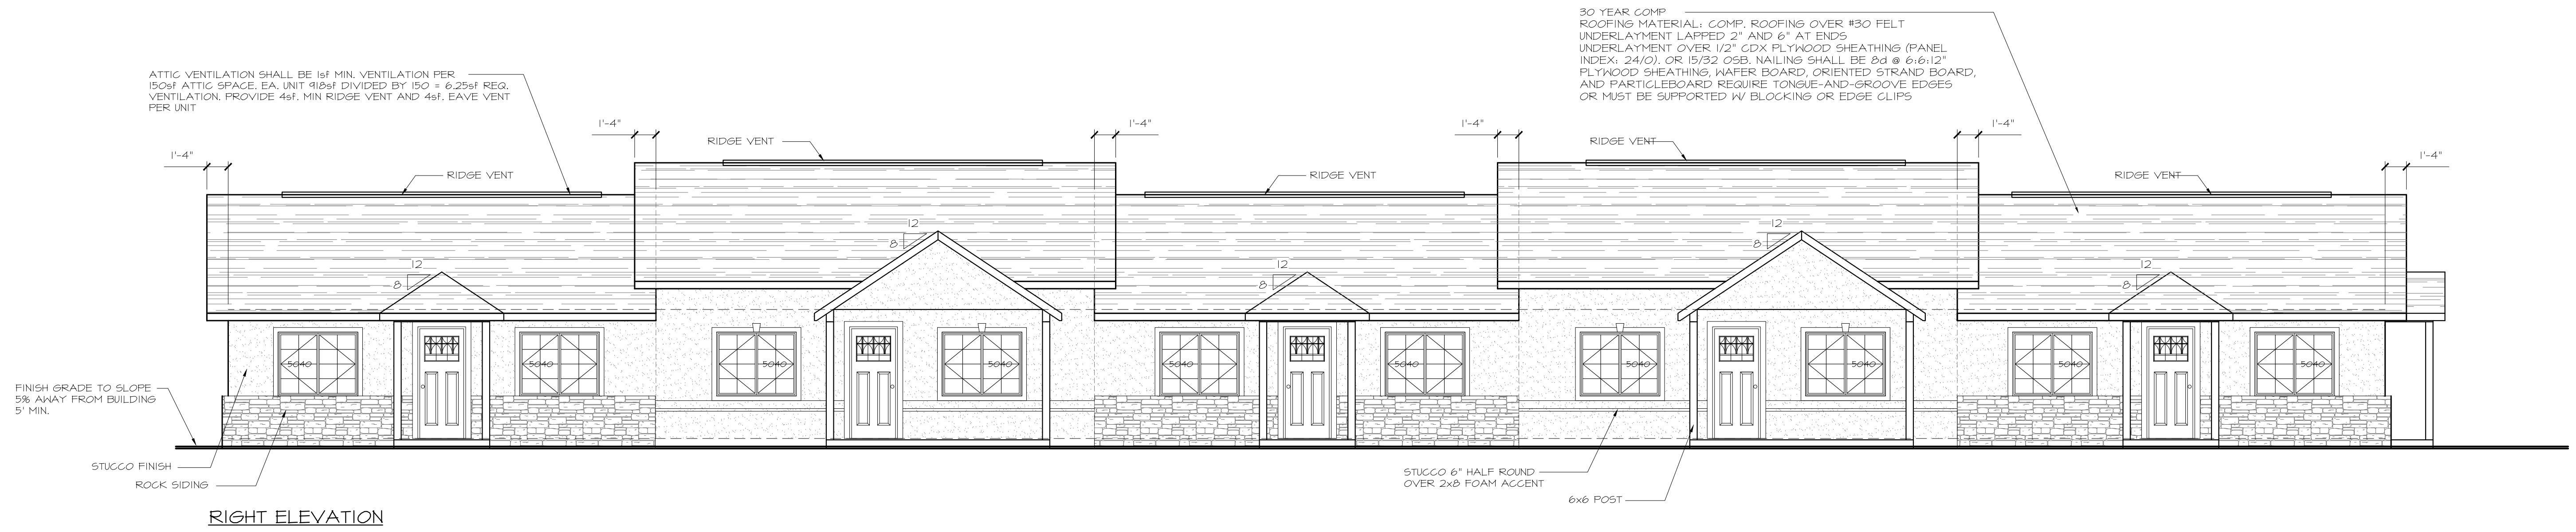 30 YEAR COMP
ROOFING MATERIAL: COMP. ROOFING OVER #30 FELT
UNDERLAYMENT LAPPED 2" AND 6" AT ENDS
UNDERLAYMENT OVER 1/2" CDX PLYWOOD SHEATHING (PANEL
INDEX: 24/0). OR 15/32 OSB. NAILING SHALL BE 8d @ 6:6:12"
PLYWOOD SHEATHING, WAFER BOARD, ORIENTED STRAND BOARD,
AND PARTICLEBOARD REQUIRE TONGUE-AND-GROOVE EDGES
OR MUST BE SUPPORTED W/ BLOCKING OR EDGE CLIPS
ATTIC VENTILATION SHALL BE 1sf MIN. VENTILATION PER
150sf ATTIC SPACE. EA. UNIT 918sf DIVIDED BY 150 = 6.25sf REQ.
VENTILATION. PROVIDE 4sf. MIN RIDGE VENT AND 4sf. EAVE VENT
PER UNIT
1'-4"
1'-4"
1'-4"
1'-4"
RIDGE VENT
RIDGE VENT
1'-4"
1'-4"
RIDGE VENT
RIDGE VENT
RIDGE VENT
12
8
12
8
12
8
12
8
12
8
5040
5040
5040
5040
5040
5040
5040
5040
5040
5040
FINISH GRADE TO SLOPE
5% AWAY FROM BUILDING
5' MIN.
STUCCO FINISH
ROCK SIDING
STUCCO 6" HALF ROUND
OVER 2x8 FOAM ACCENT
6x6 POST
RIGHT ELEVATION